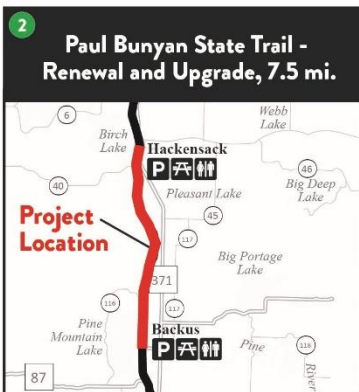 2
Paul Bunyan State Trail -
Renewal and Upgrade, 7.5 mi.
6
Webb
Lake
Birch
Lake
Hackensack
P
46
Big Deep
Lake
40
Pleasant Lake
45
Project
Location
117
Big Portage
Lake
371
116
117
Pine
Mountain
Lake
Backus
P
Pine
118
River
87